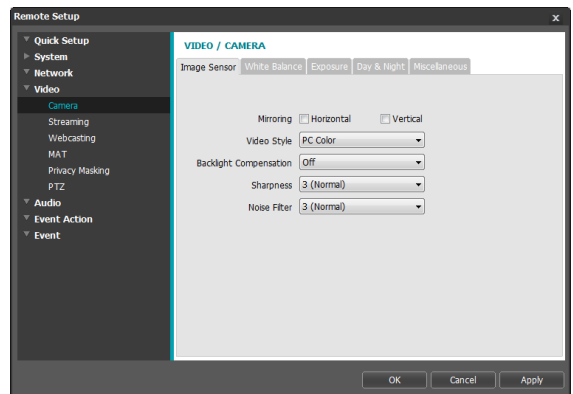 Remote Setup x
Quick Setup
System
Network
Video
Camera
Streaming
Webcasting
MAT
Privacy Masking
PTZ
Audio
Event Action
Event
VIDEO / CAMERA
Image Sensor White Balance Exposure Day & Night Miscellaneous
Mirroring Horizontal Vertical
Video Style PC Color
Backlight Compensation Off
Sharpness 3 (Normal)
Noise Filter 3 (Normal)
OK Cancel Apply